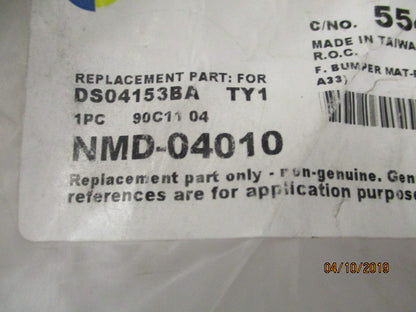 C/NO. 55
MADE IN TAIWAN
R.O.C.
F. BUMPER MAT-
A33)
REPLACEMENT PART: FOR
DS04153BA TY1
1PC 90C11 04
NMD-04010
Replacement part only - non-genuine. Gen
references are for application purpose
04/10/2019